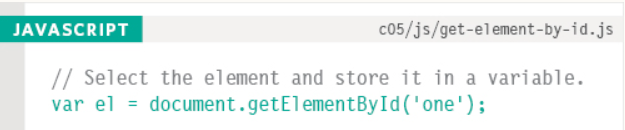 JAVASCRIPT c05/js/get-element-by-id.js
// Select the element and store it in a variable.
var el = document.getElementById('one');